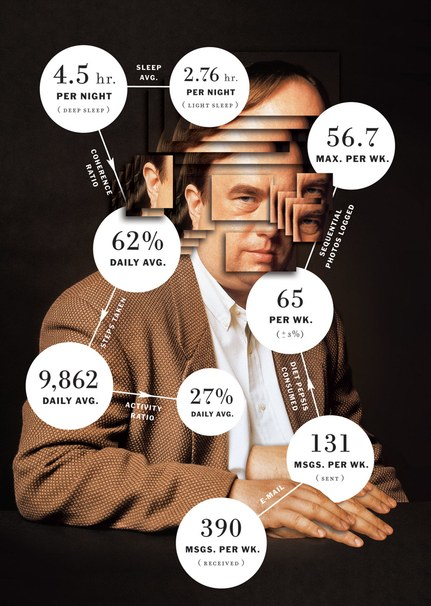 4.5 hr.
PER NIGHT
( DEEP SLEEP )
SLEEP
AVG.
2.76 hr.
PER NIGHT
( LIGHT SLEEP )
56.7
MAX. PER WK.
COHERENCE
RATIO
SEQUENTIAL
PHOTOS LOGGED
62%
DAILY AVG.
65
PER WK.
(±5%)
STEPS TAKEN
9,862
DAILY AVG.
ACTIVITY
RATIO
27%
DAILY AVG.
DIET PEPSIS
CONSUMED
131
MSGS. PER WK.
( SENT )
E-MAIL
390
MSGS. PER WK.
( RECEIVED )